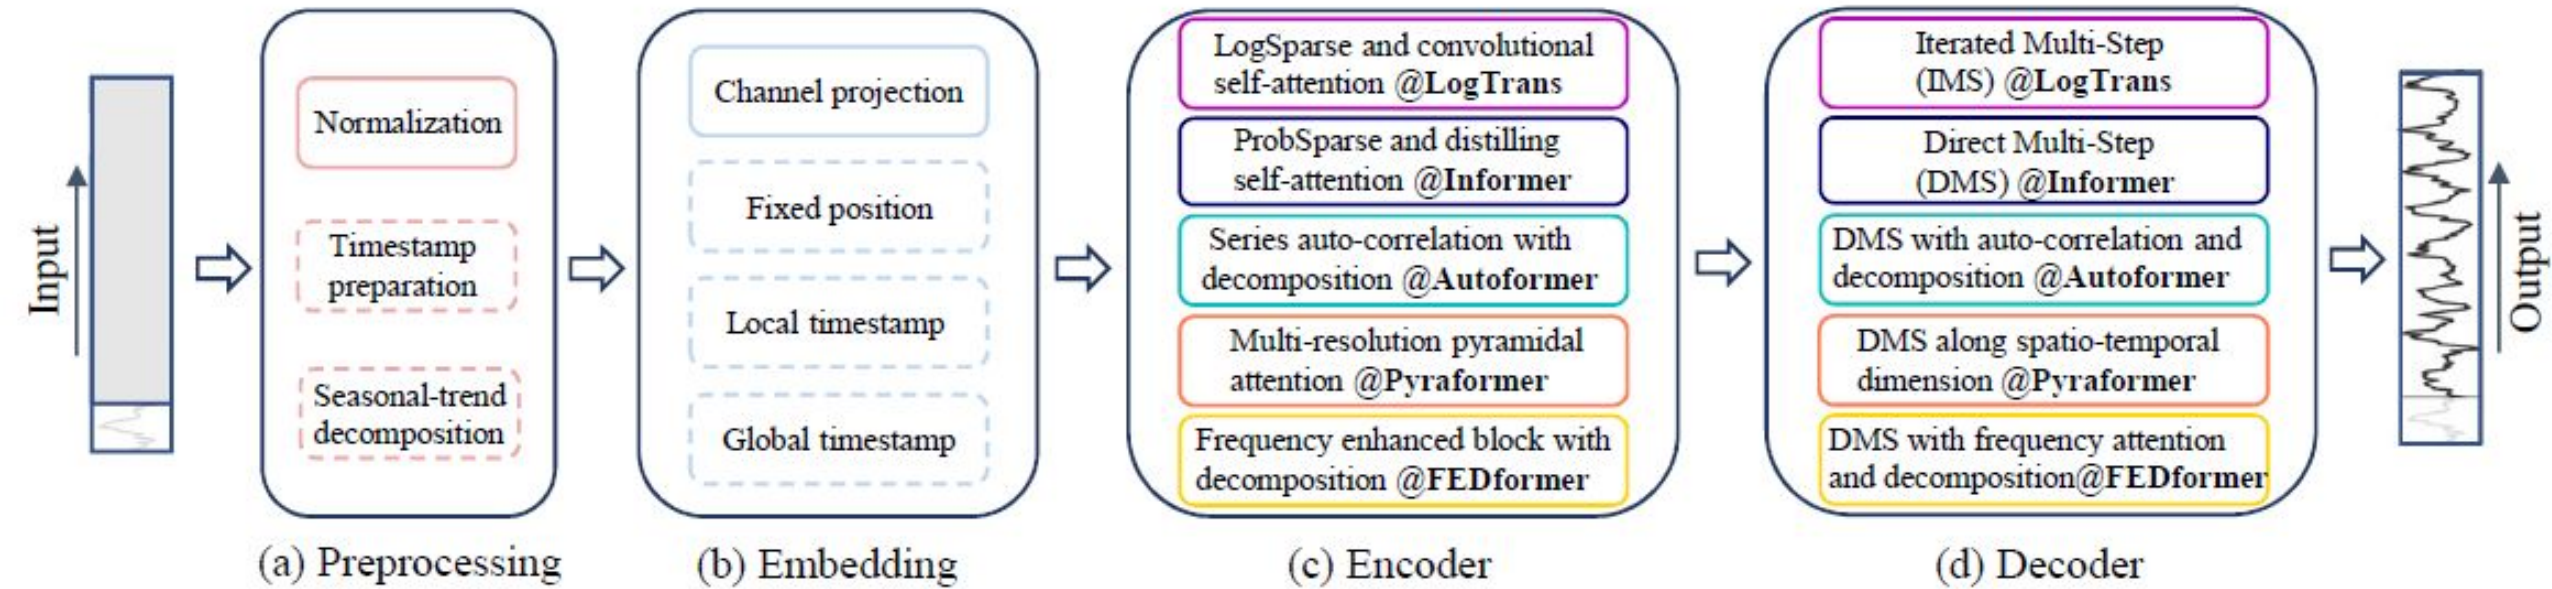 Input
Normalization
Timestamp
preparation
Seasonal-trend
decomposition
(a) Preprocessing
Channel projection
Fixed position
Local timestamp
Global timestamp
(b) Embedding
LogSparse and convolutional
self-attention @LogTrans
ProbSparse and distilling
self-attention @Informer
Series auto-correlation with
decomposition @Autoformer
Multi-resolution pyramidal
attention @Pyraformer
Frequency enhanced block with
decomposition @FEDformer
(c) Encoder
Iterated Multi-Step
(IMS) @LogTrans
Direct Multi-Step
(DMS) @Informer
DMS with auto-correlation and
decomposition @Autoformer
DMS along spatio-temporal
dimension @Pyraformer
DMS with frequency attention
and decomposition@FEDformer
(d) Decoder
Output